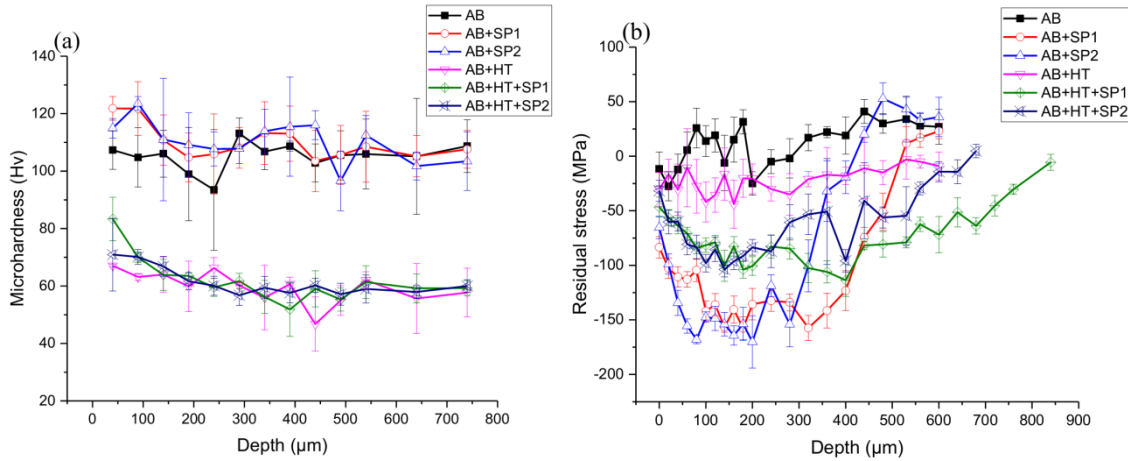 (a)
AB
AB+SP1
AB+SP2
AB+HT
AB+HT+SP1
AB+HT+SP2
140
120
100
80
60
40
20
Microhardness (Hv)
0 100 200 300 400 500 600 700 800
Depth (µm)
(b)
AB
AB+SP1
AB+SP2
AB+HT
AB+HT+SP1
AB+HT+SP2
100
50
0
-50
-100
-150
-200
Residual stress (MPa)
0 100 200 300 400 500 600 700 800 900
Depth (µm)